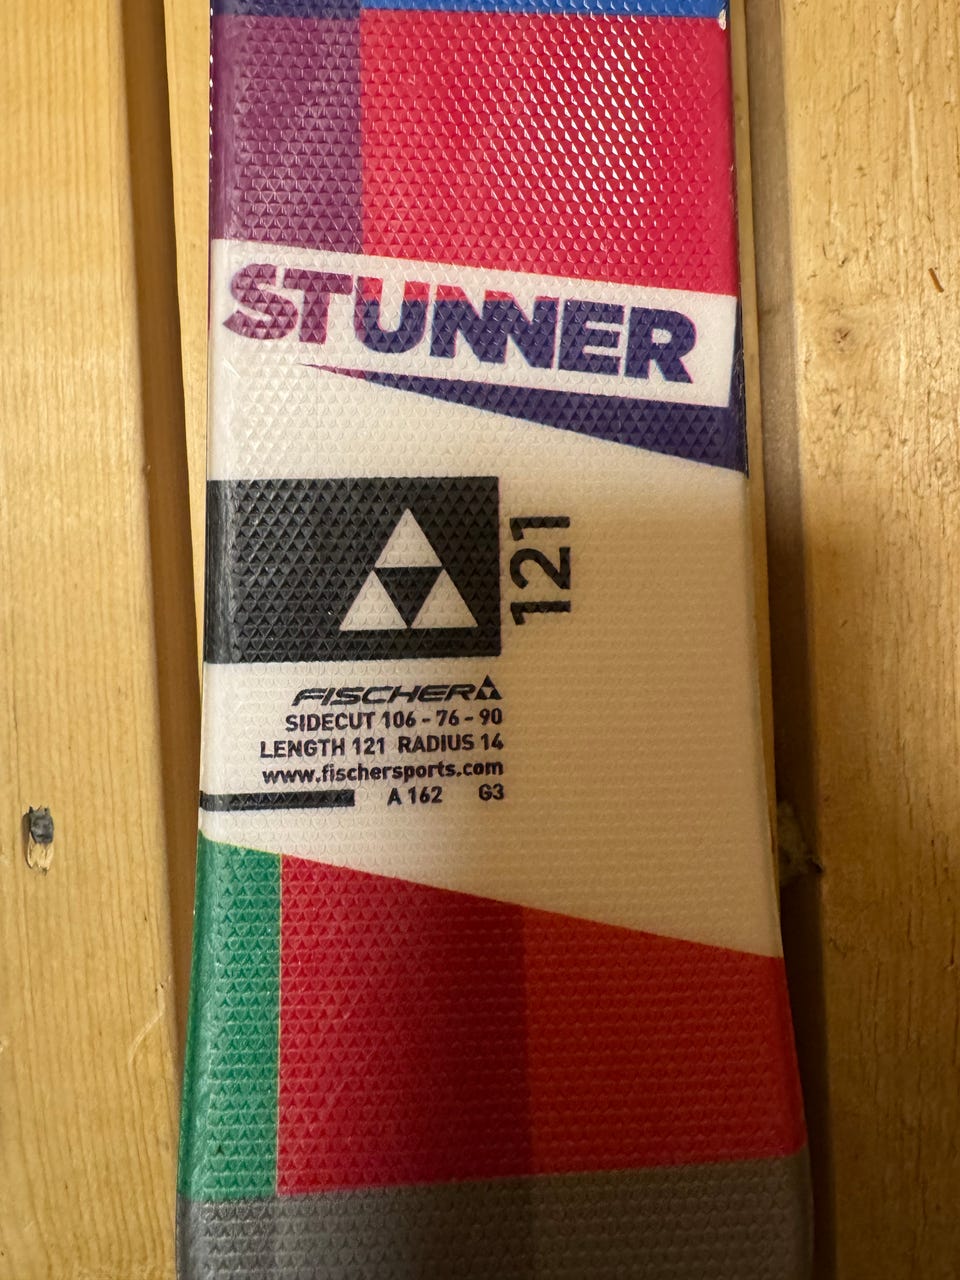 STUNNER
121
FISCHER
SIDECUT 106 - 76 - 90
LENGTH 121 RADIUS 14
www.fischersports.com
A 162 G3